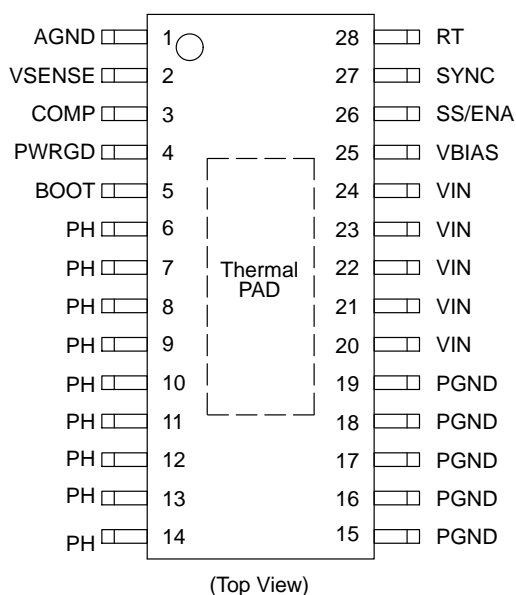 AGND 1 28 RT
VSENSE 2 27 SYNC
COMP 3 26 SS/ENA
PWRGD 4 25 VBIAS
BOOT 5 24 VIN
PH 6 23 VIN
PH 7 22 VIN
PH 8 21 VIN
PH 9 20 VIN
PH 10 19 PGND
PH 11 18 PGND
PH 12 17 PGND
PH 13 16 PGND
PH 14 15 PGND
Thermal
PAD
(Top View)